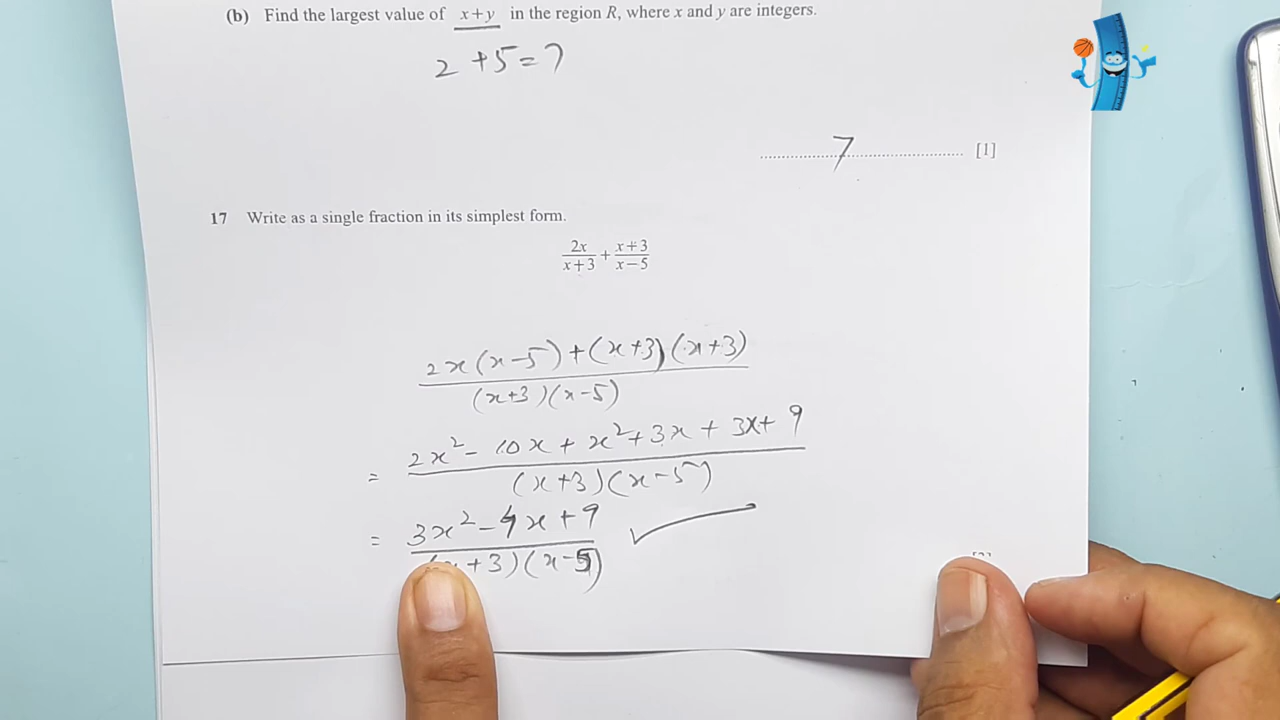 (b) Find the largest value of x+y in the region R, where x and y are integers.
2 + 5 = 7
7 [1]
17 Write as a single fraction in its simplest form.
2x/x+3 + x+3/x−5
2x(x−5)+(x+3)(x+3)
(x+3)(x−5)
2x²− 10x + x²+3x + 3x+ 9
= (x+3)(x−5)
3x²−4x+9
= +3)(x−5)